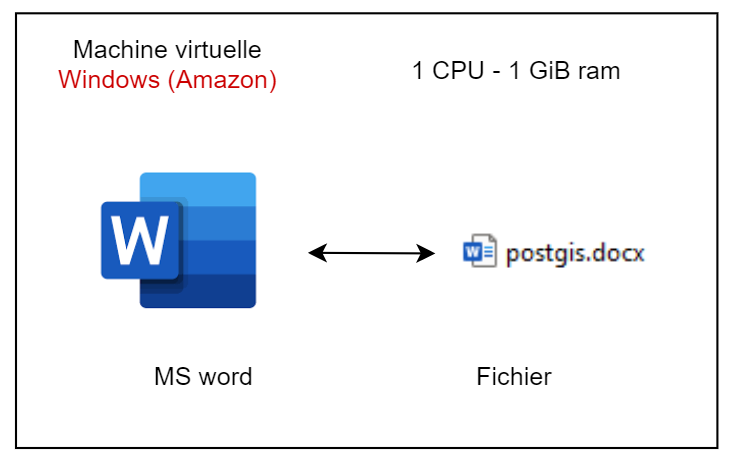 Machine virtuelle
Windows (Amazon)
1 CPU - 1 GiB ram
W
W
postgis.docx
MS word
Fichier